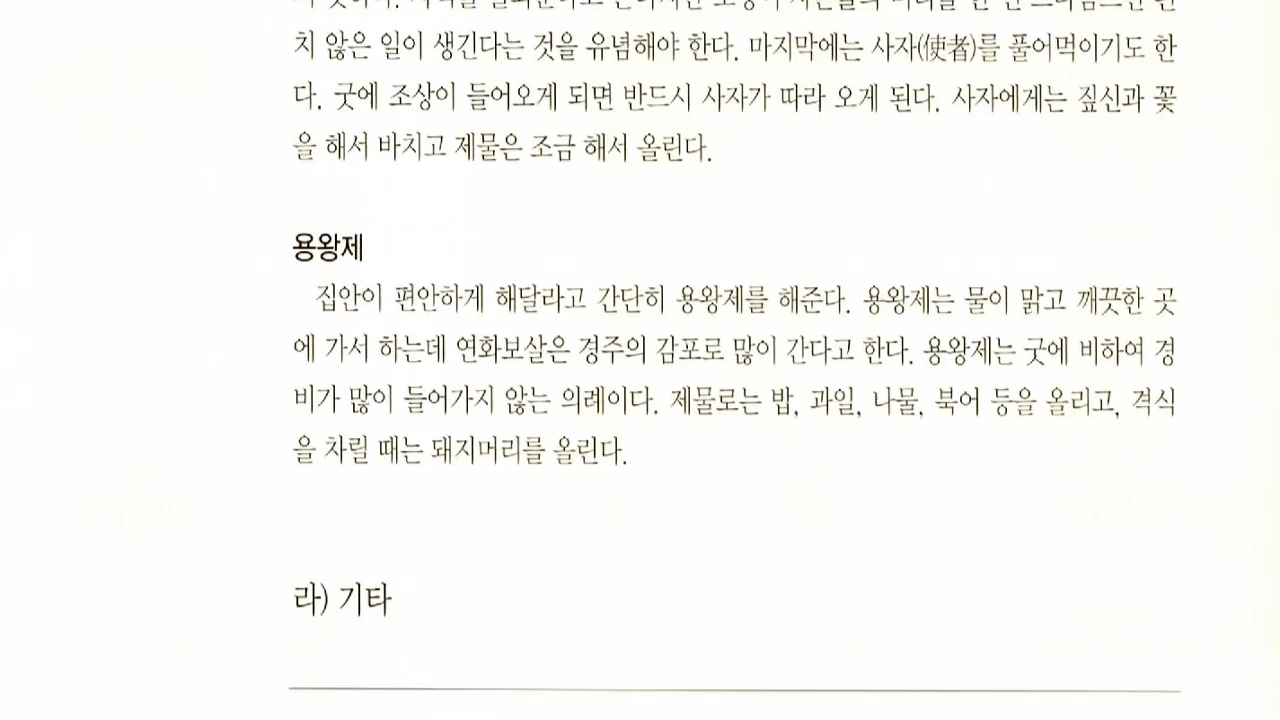 치 않은 일이 생긴다는 것을 유념해야 한다. 마지막에는 사자(使者)를 풀어먹이기도 한
다. 굿에 조상이 들어오게 되면 반드시 사자가 따라 오게 된다. 사자에게는 짚신과 꽃
을 해서 바치고 제물은 조금 해서 올린다.
용왕제
집안이 편안하게 해달라고 간단히 용왕제를 해준다. 용왕제는 물이 맑고 깨끗한 곳
에 가서 하는데 연화보살은 경주의 감포로 많이 간다고 한다. 용왕제는 굿에 비하여 경
비가 많이 들어가지 않는 의례이다. 제물로는 밥, 과일, 나물, 북어 등을 올리고, 격식
을 차릴 때는 돼지머리를 올린다.
라) 기타